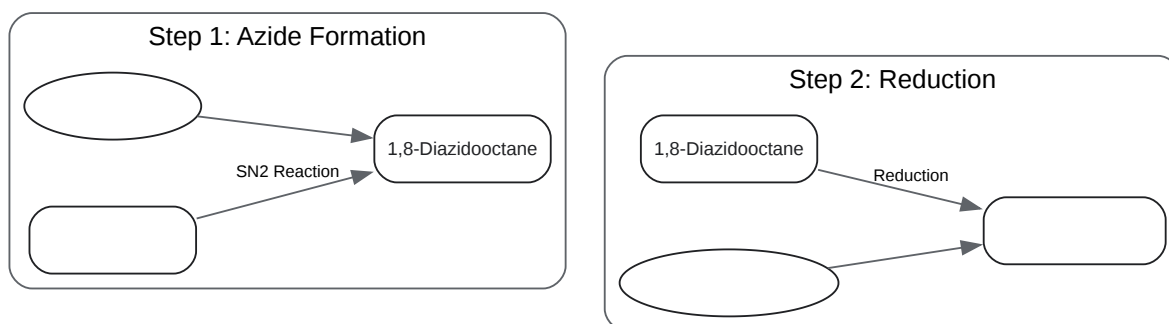 Step 1: Azide Formation
1,8-Diazidooctane
SN2 Reaction
Step 2: Reduction
1,8-Diazidooctane
Reduction